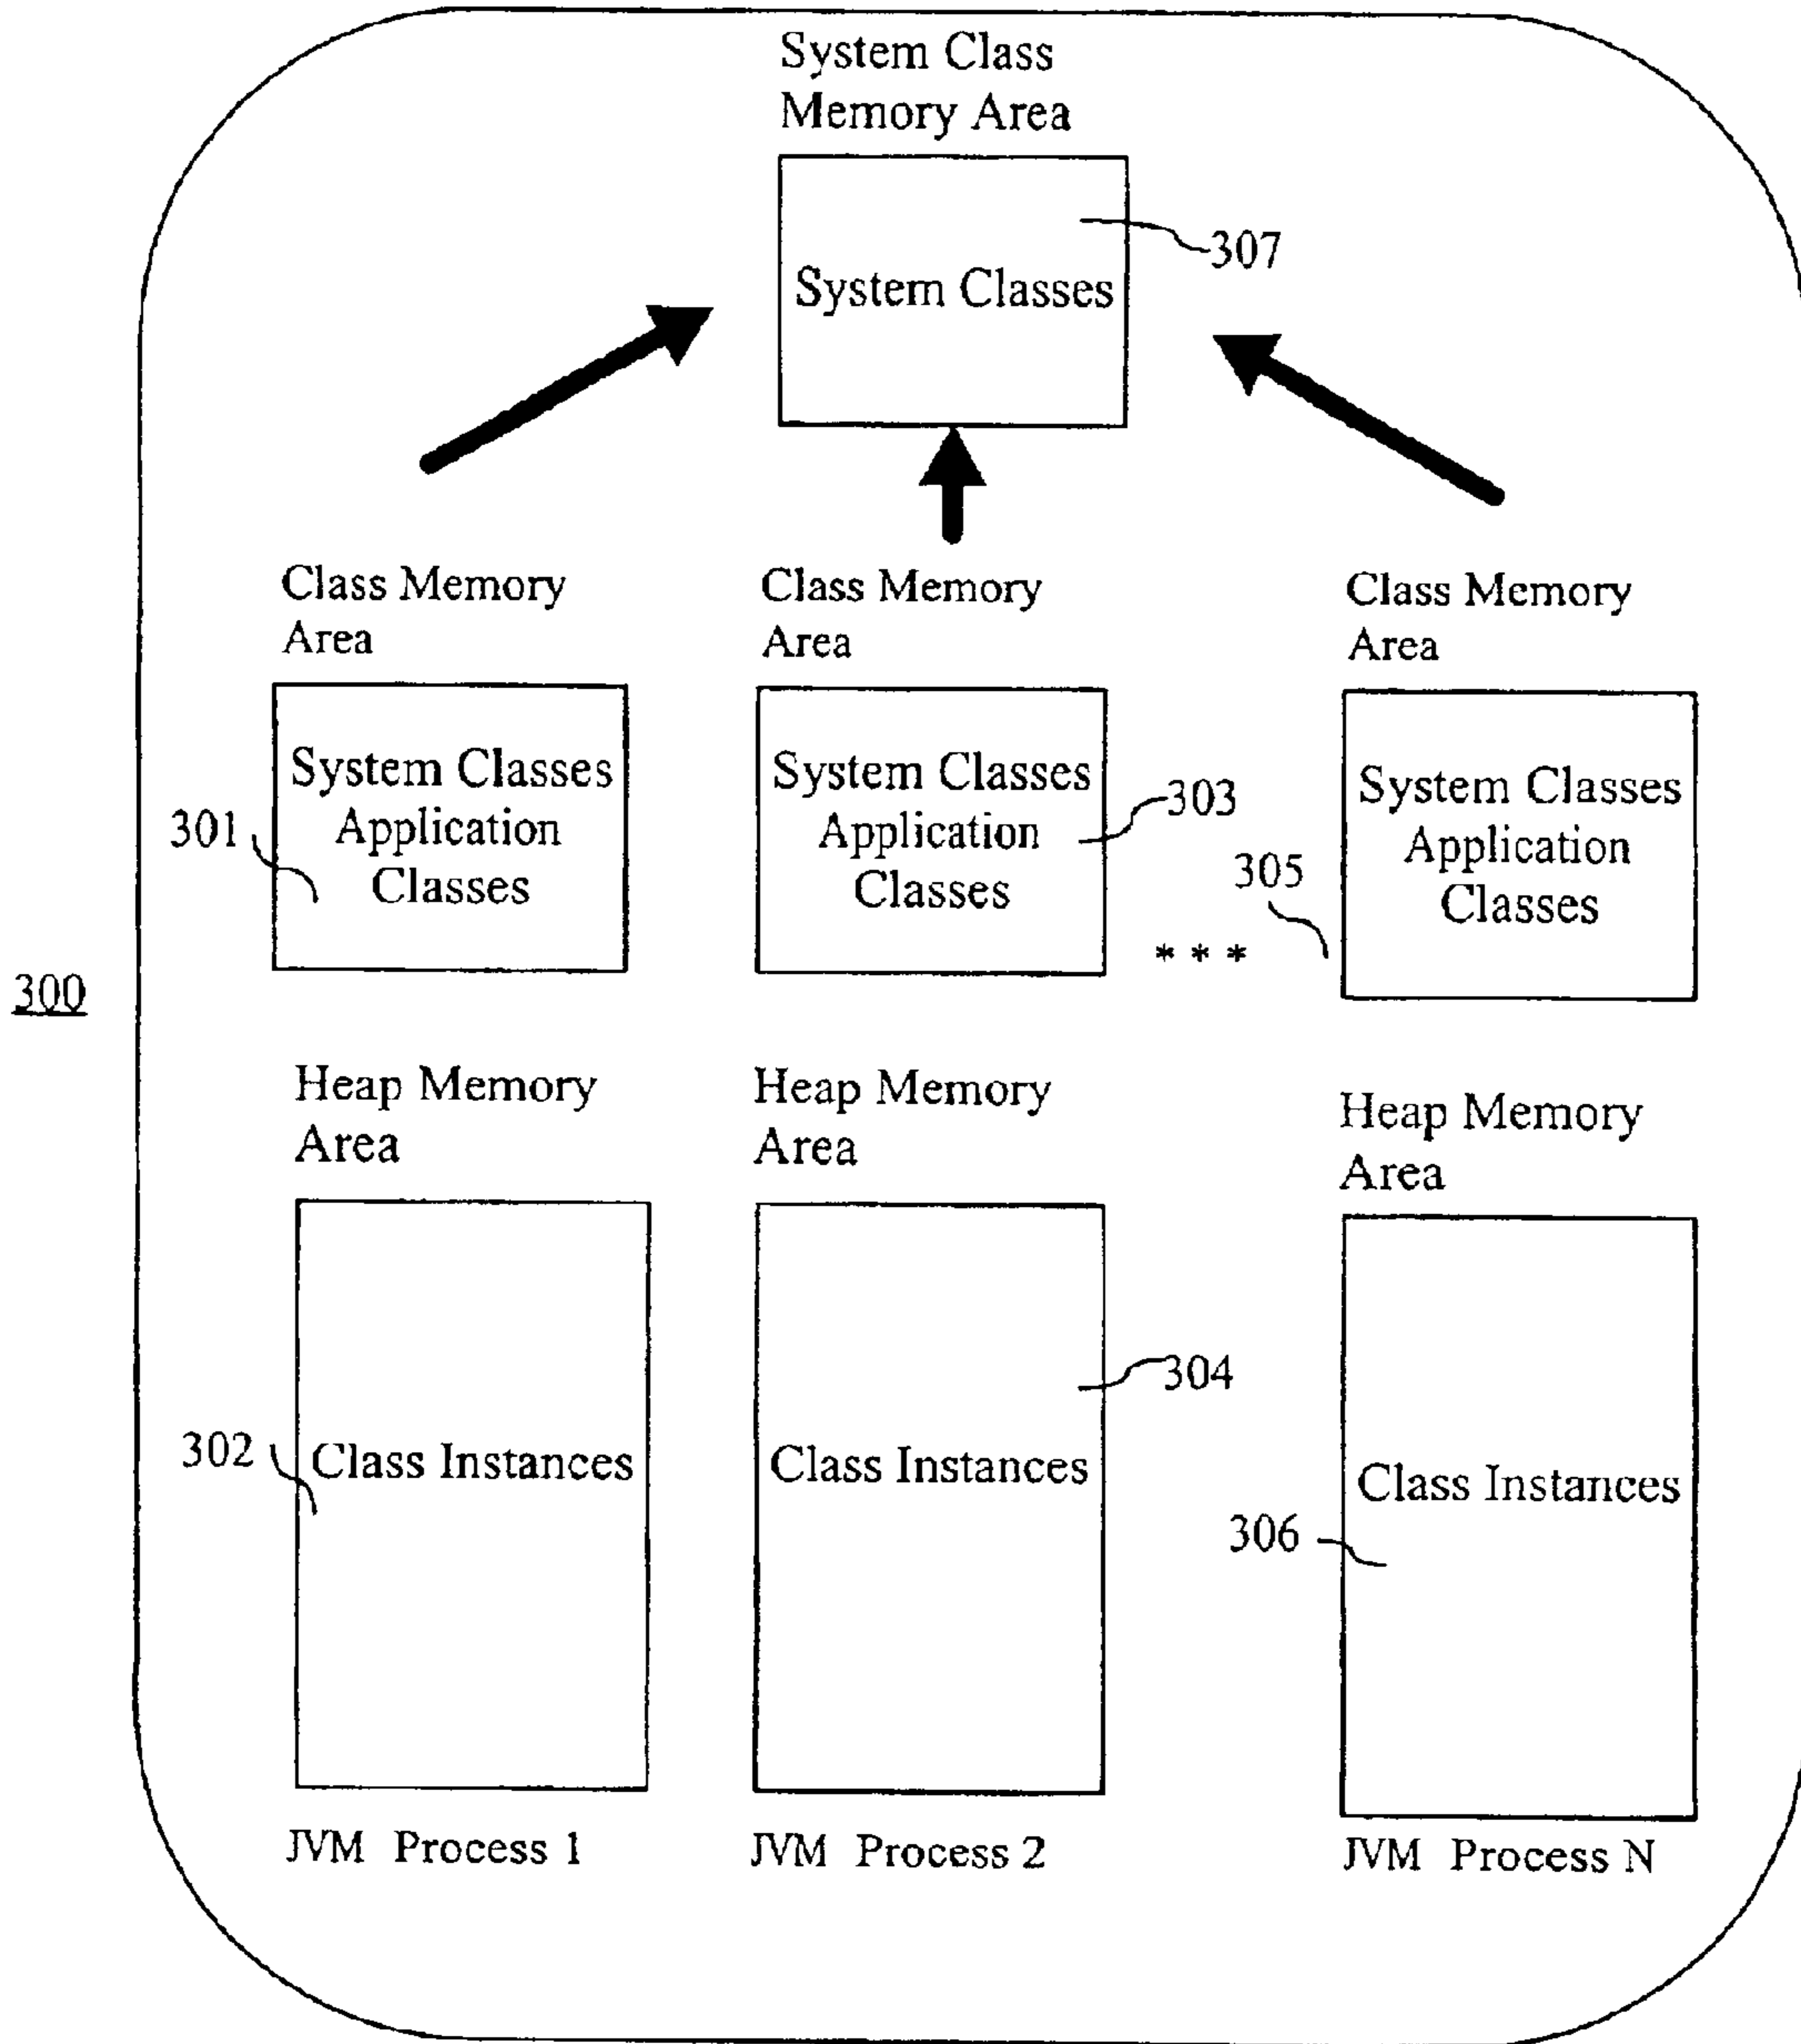 System Class
Memory Area
System Classes
307
Class Memory
Area
Class Memory
Area
Class Memory
Area
System Classes
Application
Classes
301
System Classes
Application
Classes
303
* * *
305
System Classes
Application
Classes
300
Heap Memory
Area
Heap Memory
Area
Heap Memory
Area
302
Class Instances
304
Class Instances
306
Class Instances
JVM Process 1
JVM Process 2
JVM Process N